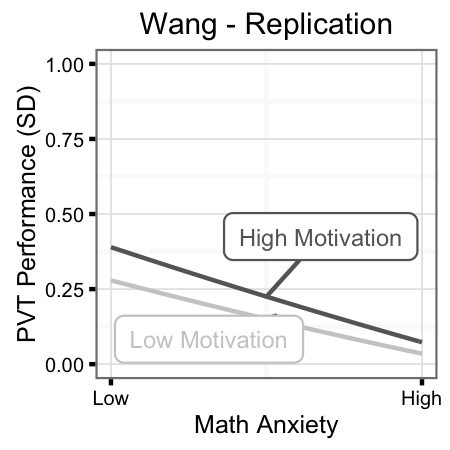 Wang - Replication
PVT Performance (SD)
1.00
0.75
0.50
0.25
0.00
High Motivation
Low Motivation
Low
High
Math Anxiety